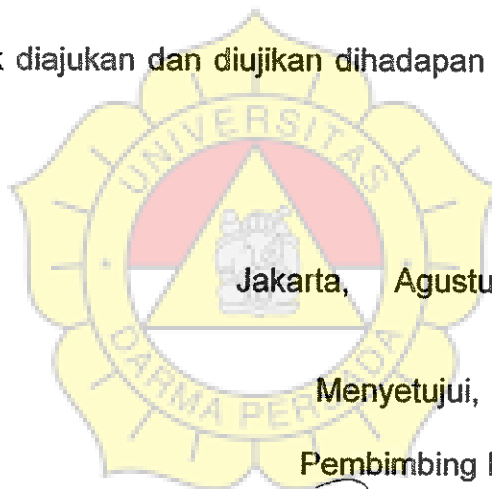 k diajukan dan diujikan dihadapan
UNIVERSITAS
Jakarta, Agustu
DARMA PERSADA
Menyetujui,
Pembimbing